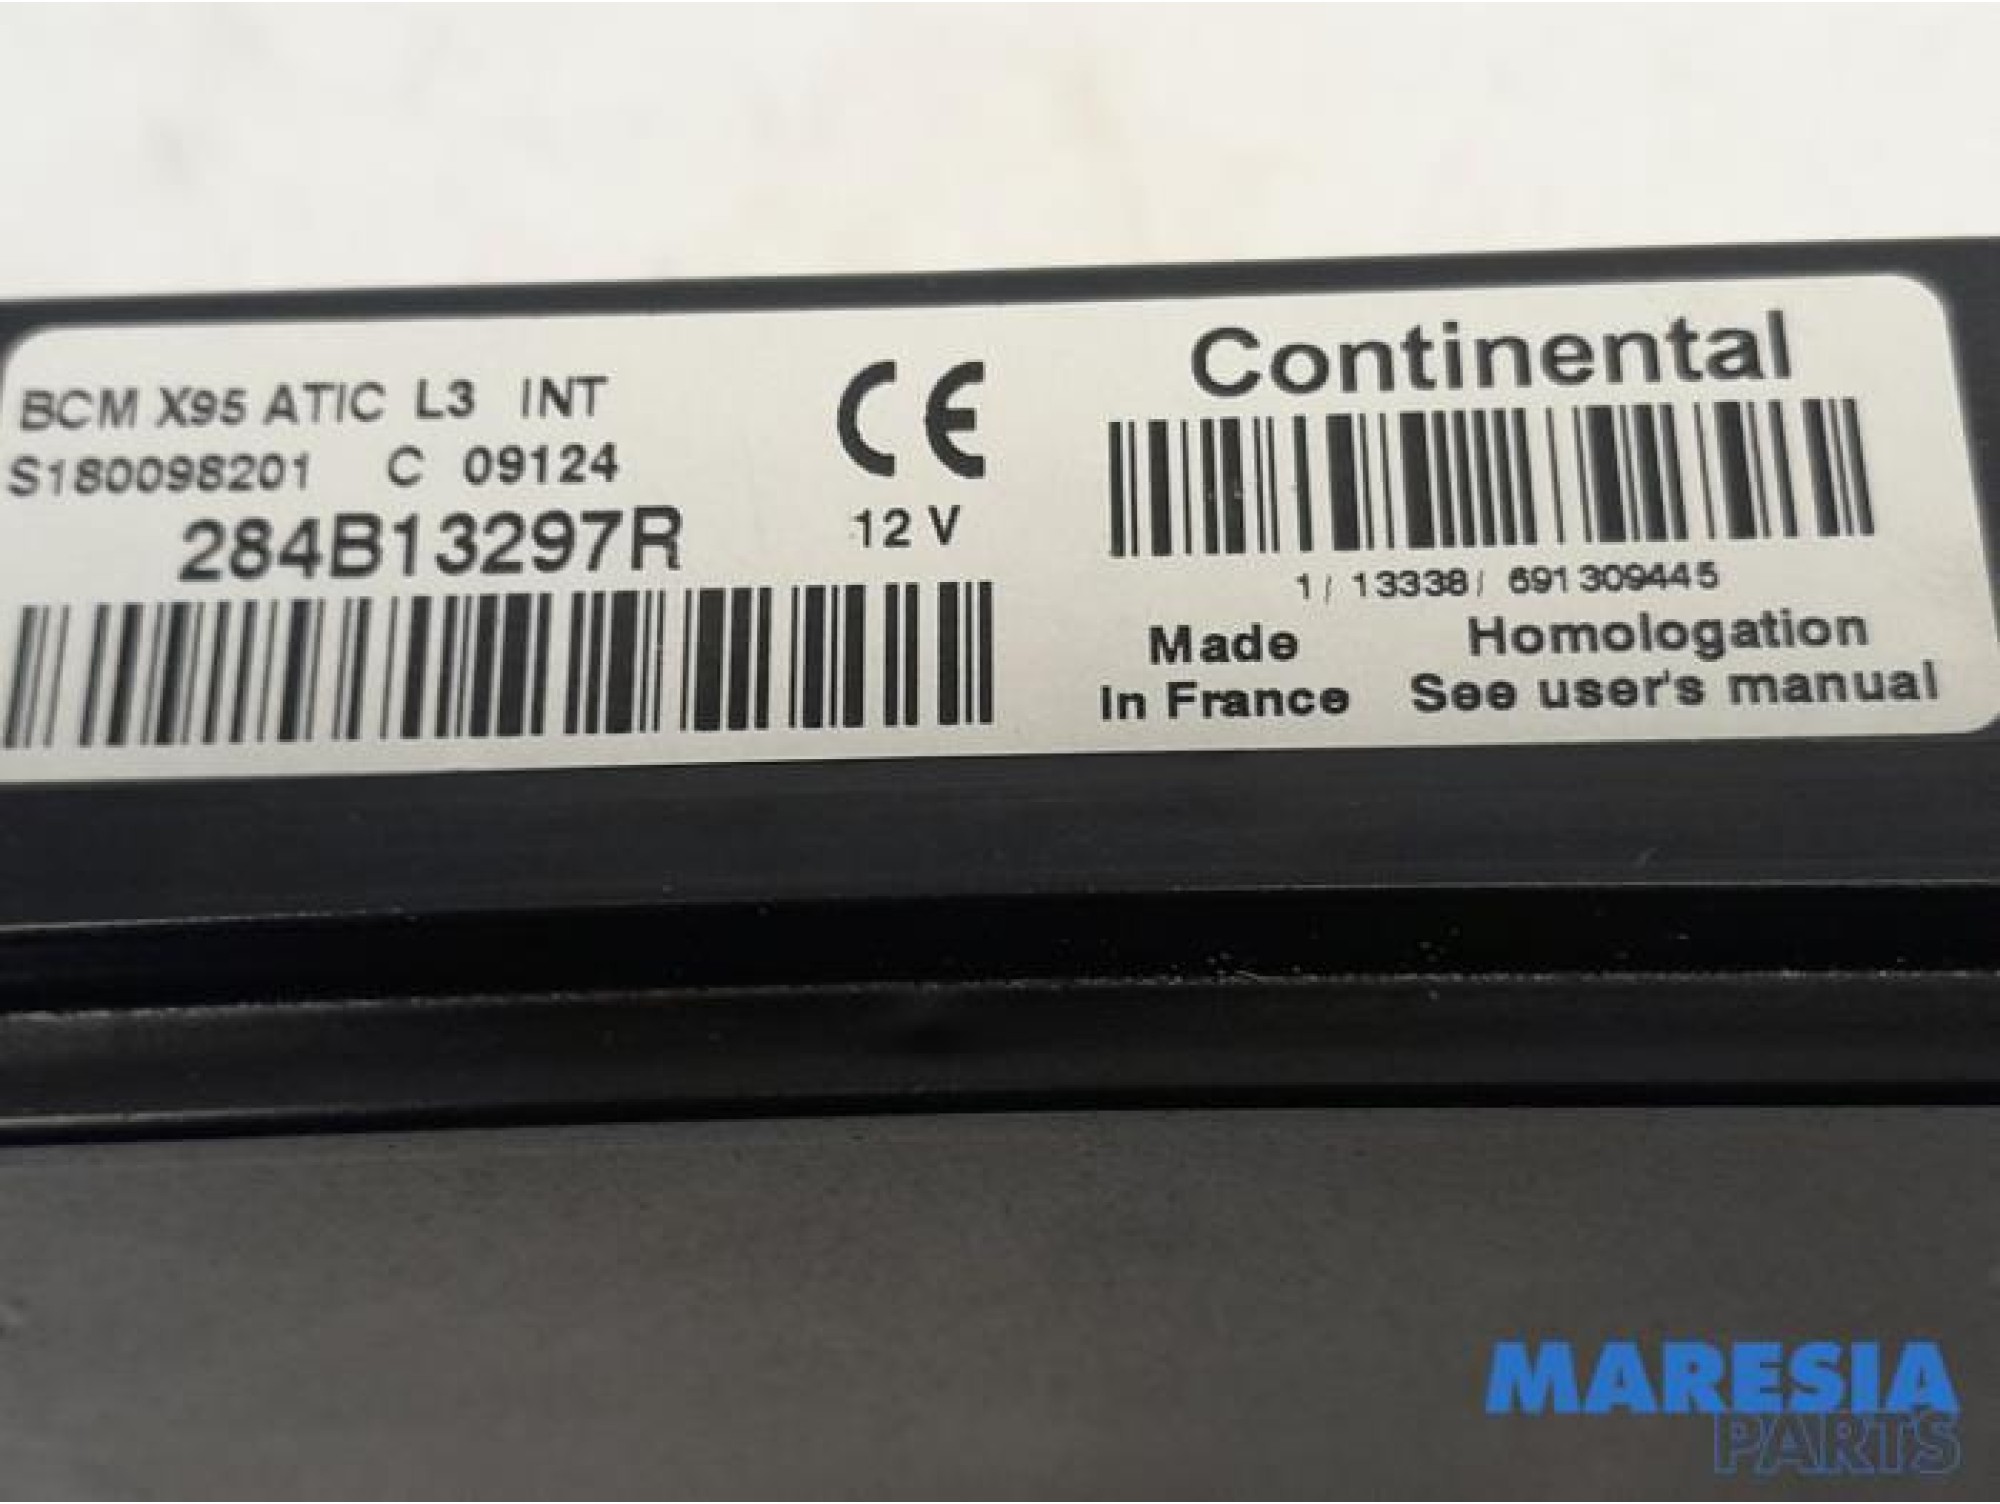 BCM X95 ATIC L3 INT
S180098201 C 09124
284B13297R
CE
12 V
Continental
1/ 13338/ 691309445
Made
In France
Homologation
See user's manual
MARESIA
PARTS